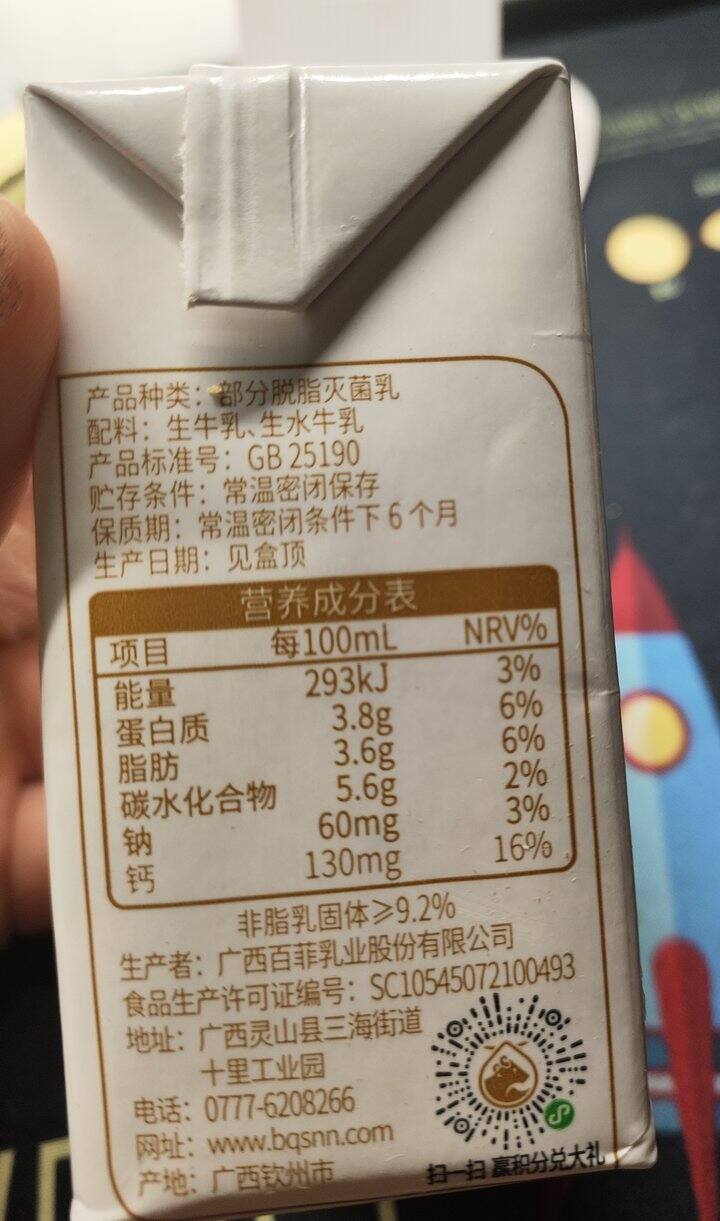 产品种类：部分脱脂灭菌乳
配料：生牛乳、生水牛乳
产品标准号：GB 25190
贮存条件：常温密闭保存
保质期：常温密闭条件下6个月
生产日期：见盒顶
营养成分表
项目 每100mL NRV%
能量 293kJ 3%
蛋白质 3.8g 6%
脂肪 3.6g 6%
碳水化合物 5.6g 2%
钠 60mg 3%
钙 130mg 16%
非脂乳固体≥9.2%
生产者：广西百菲乳业股份有限公司
食品生产许可证编号：SC10545072100493
地址：广西灵山县三海街道
十里工业园
电话：0777-6208266
网址：www.bqsnn.com
产地：广西钦州市
扫一扫 赢积分兑大礼